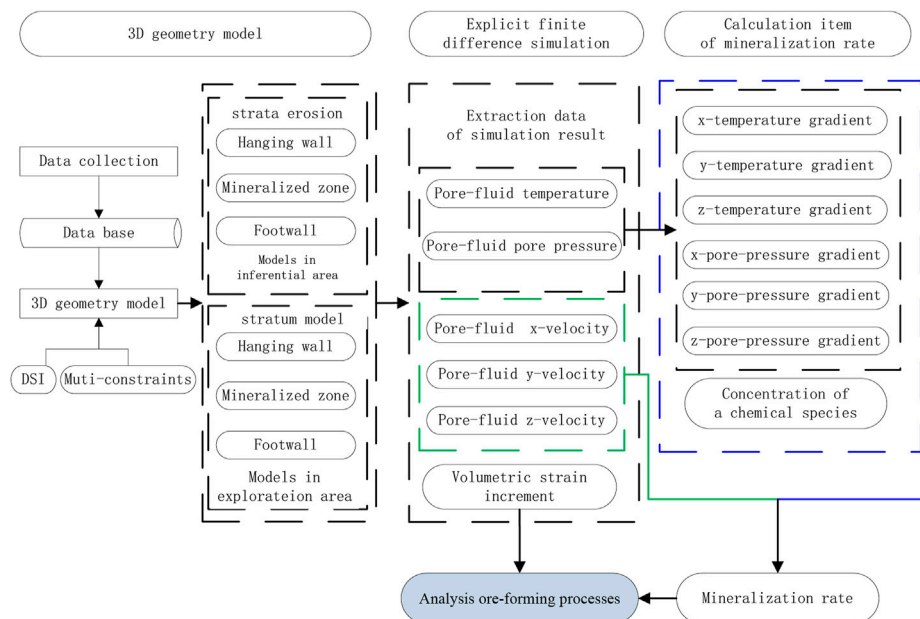 3D geometry model
Explicit finite
difference simulation
Calculation item
of mineralization rate
Data collection
Data base
3D geometry model
DSI
Muti-constraints
strata erosion
Hanging wall
Mineralized zone
Footwall
Models in
inferential area
stratum model
Hanging wall
Mineralized zone
Footwall
Models in
explorateion area
Extraction data
of simulation result
Pore-fluid temperature
Pore-fluid pore pressure
Pore-fluid x-velocity
Pore-fluid y-velocity
Pore-fluid z-velocity
Volumetric strain
increment
x-temperature gradient
y-temperature gradient
z-temperature gradient
x-pore-pressure gradient
y-pore-pressure gradient
z-pore-pressure gradient
Concentration of
a chemical species
Analysis ore-forming processes
Mineralization rate